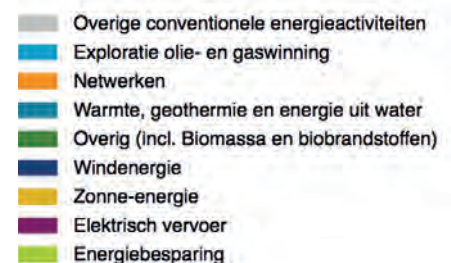 Overige conventionele energieactiviteiten
Exploratie olie- en gaswinning
Netwerken
Warmte, geothermie en energie uit water
Overig (incl. Biomassa en biobrandstoffen)
Windenergie
Zonne-energie
Elektrisch vervoer
Energiebesparing